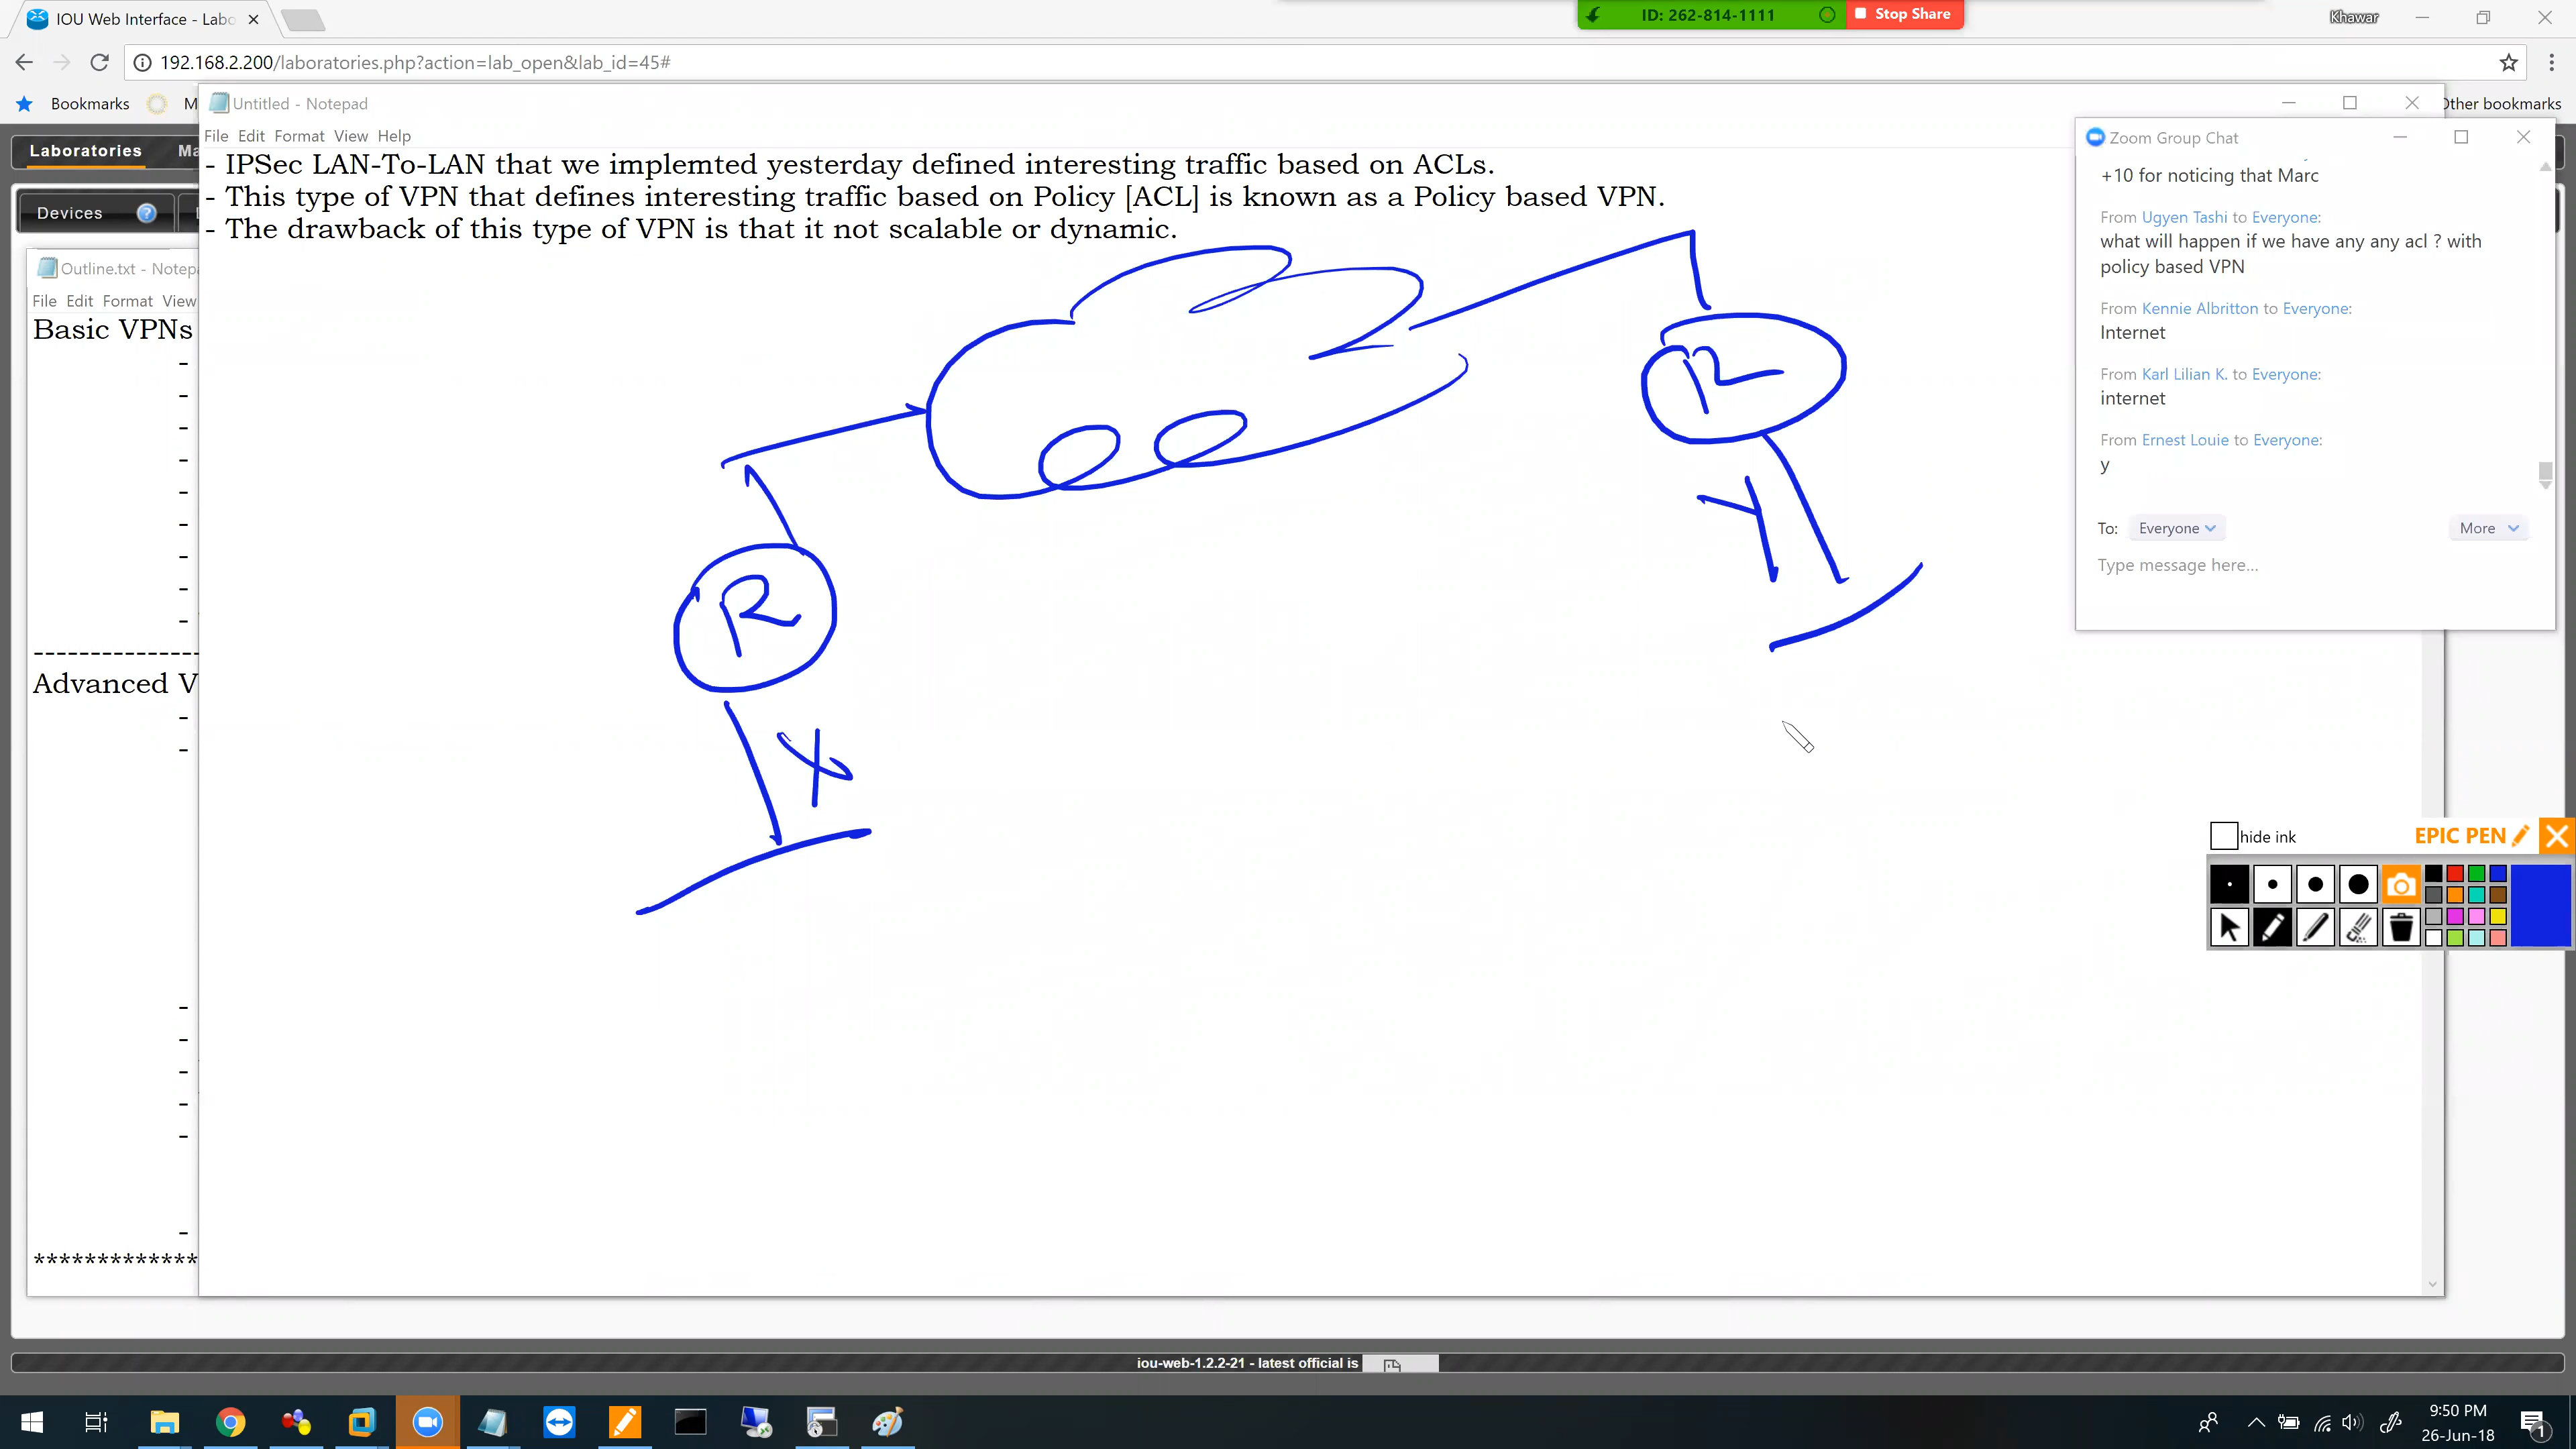 IOU Web Interface - Labo
ID: 262-814-1111
Stop Share
Khawar
192.168.2.200/laboratories.php?action=lab_open&lab_id=45#
Bookmarks
M
Other bookmarks
Untitled - Notepad
File Edit Format View Help
- IPSec LAN-To-LAN that we implemted yesterday defined interesting traffic based on ACLs.
- This type of VPN that defines interesting traffic based on Policy [ACL] is known as a Policy based VPN.
- The drawback of this type of VPN is that it not scalable or dynamic.
R
R
Y
X
Laboratories
Ma
Devices
Outline.txt - Notepa
File Edit Format View
Basic VPNs
-
-
-
-
-
-
-
-
-
--------------
Advanced V
-
-
-
-
-
-
-
-
*************
Zoom Group Chat
+10 for noticing that Marc
From Ugyen Tashi to Everyone:
what will happen if we have any any acl ? with
policy based VPN
From Kennie Albritton to Everyone:
Internet
From Karl Lilian K. to Everyone:
internet
From Ernest Louie to Everyone:
y
To: Everyone
More
Type message here...
hide ink
EPIC PEN
iou-web-1.2.2-21 - latest official is
9:50 PM
26-Jun-18
1